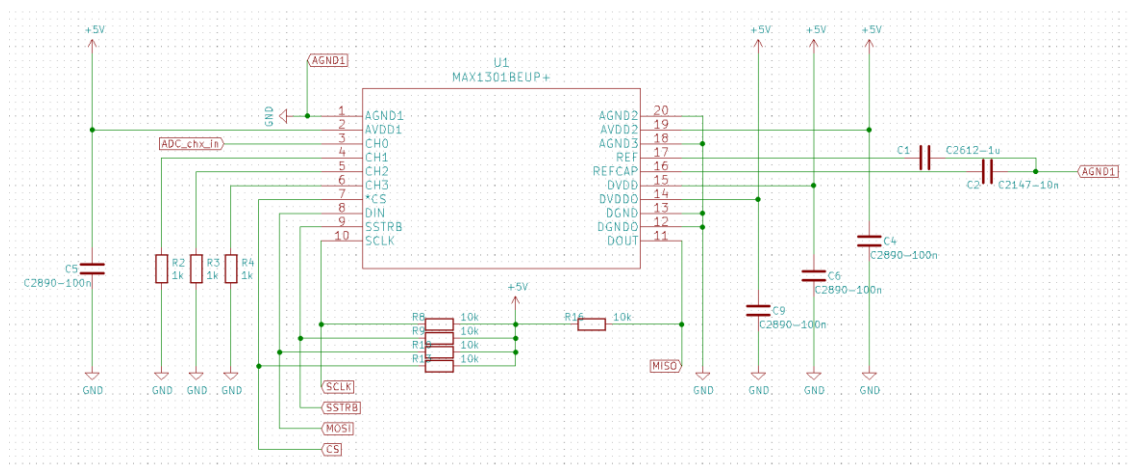 +5V
+5V
+5V
+5V
AGND1
U1
MAX1301BEUP+
GND
1 AGND1
2 AVDD1
3 CH0
4 CH1
5 CH2
6 CH3
7 *CS
8 DIN
9 SSTRB
10 SCLK
AGND2 20
AVDD2 19
AGND3 18
REF 17
REFCAP 16
DVDD 15
DVDDO 14
DGND 13
DGNDO 12
DOUT 11
ADC_chx_in
C1
C2612-1u
AGND1
C2
C2147-10n
C5
C2890-100n
R2
1k
R3
1k
R4
1k
C4
C2890-100n
C6
C2890-100n
C9
C2890-100n
+5V
R8 10k
R9 10k
10k
10k
10k
MISO
SCLK
SSTRB
MOSI
CS
GND
GND
GND
GND
GND
GND
GND
GND